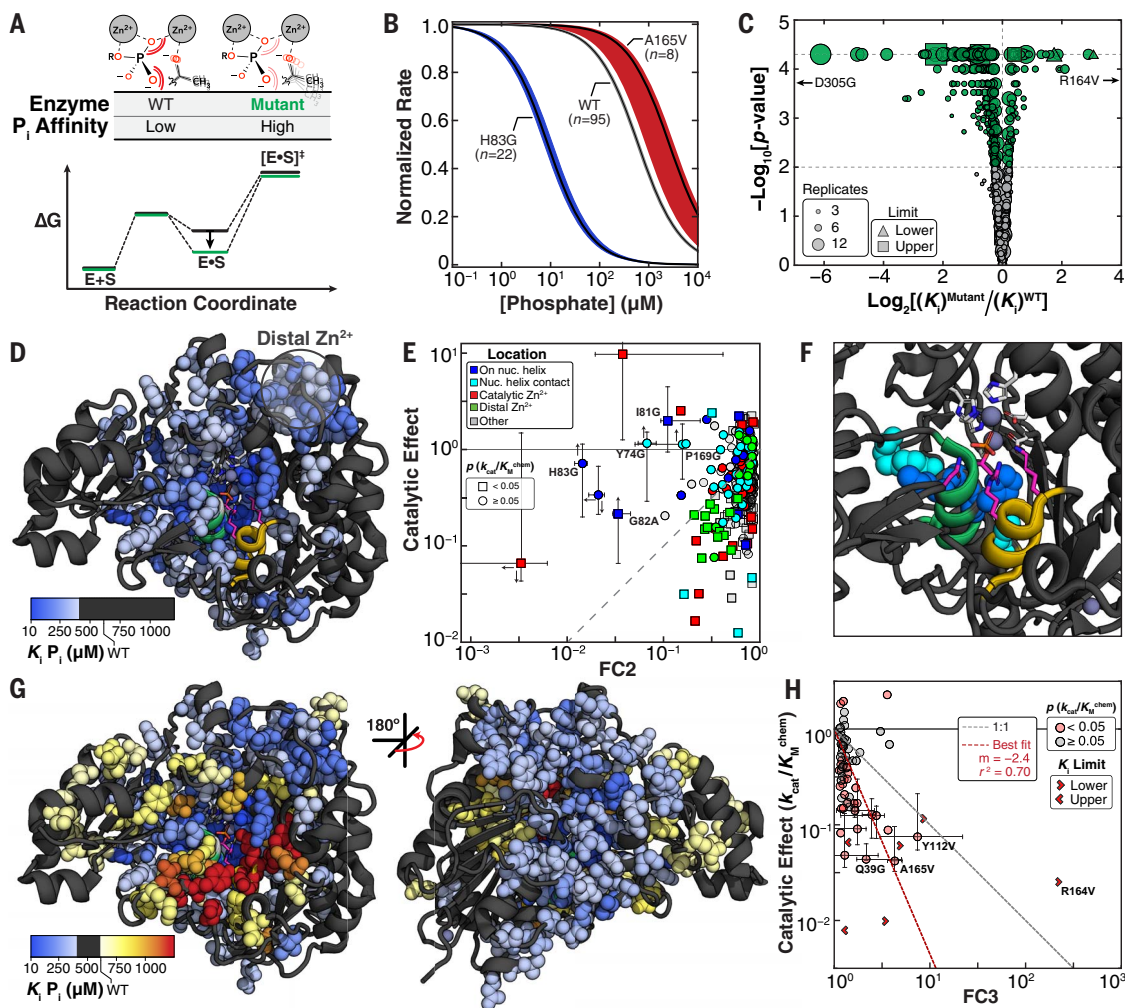 A
Zn2+ Zn2+ Zn2+ Zn2+
RO P O O RO P O O
−O −O −O −O
CH3 CH3
Enzyme WT Mutant
Pi Affinity Low High
[E•S]‡
ΔG
E•S
E+S
Reaction Coordinate
B
1.0
0.8
0.6
0.4
0.2
0
Normalized Rate
A165V
(n=8)
WT
(n=95)
H83G
(n=22)
10−1 100 101 102 103 104
[Phosphate] (μM)
C
5
4
3
2
1
0
−Log10[p-value]
D305G
R164V
Replicates
3
6
12
Limit
Lower
Upper
−6 −4 −2 0 2 4
Log2[(Ki)Mutant/(Ki)WT]
D
Distal Zn2+
10 250 500 750 1000
Ki Pi (μM) WT
E
101
100
10−1
10−2
Catalytic Effect
Location
On nuc. helix
Nuc. helix contact
Catalytic Zn2+
Distal Zn2+
Other
p (kcat/KMchem)
< 0.05
≥ 0.05
I81G
Y74G
P169G
H83G
G82A
10−3 10−2 10−1 100
FC2
F
G
180°
10 250 500 750 1000
Ki Pi (μM) WT
H
100
10−1
10−2
Catalytic Effect (kcat/KMchem)
1:1
Best fit
m = −2.4
r2 = 0.70
p (kcat/KMchem)
< 0.05
≥ 0.05
Ki Limit
Lower
Upper
Y112V
Q39G
A165V
R164V
100 101 102 103
FC3